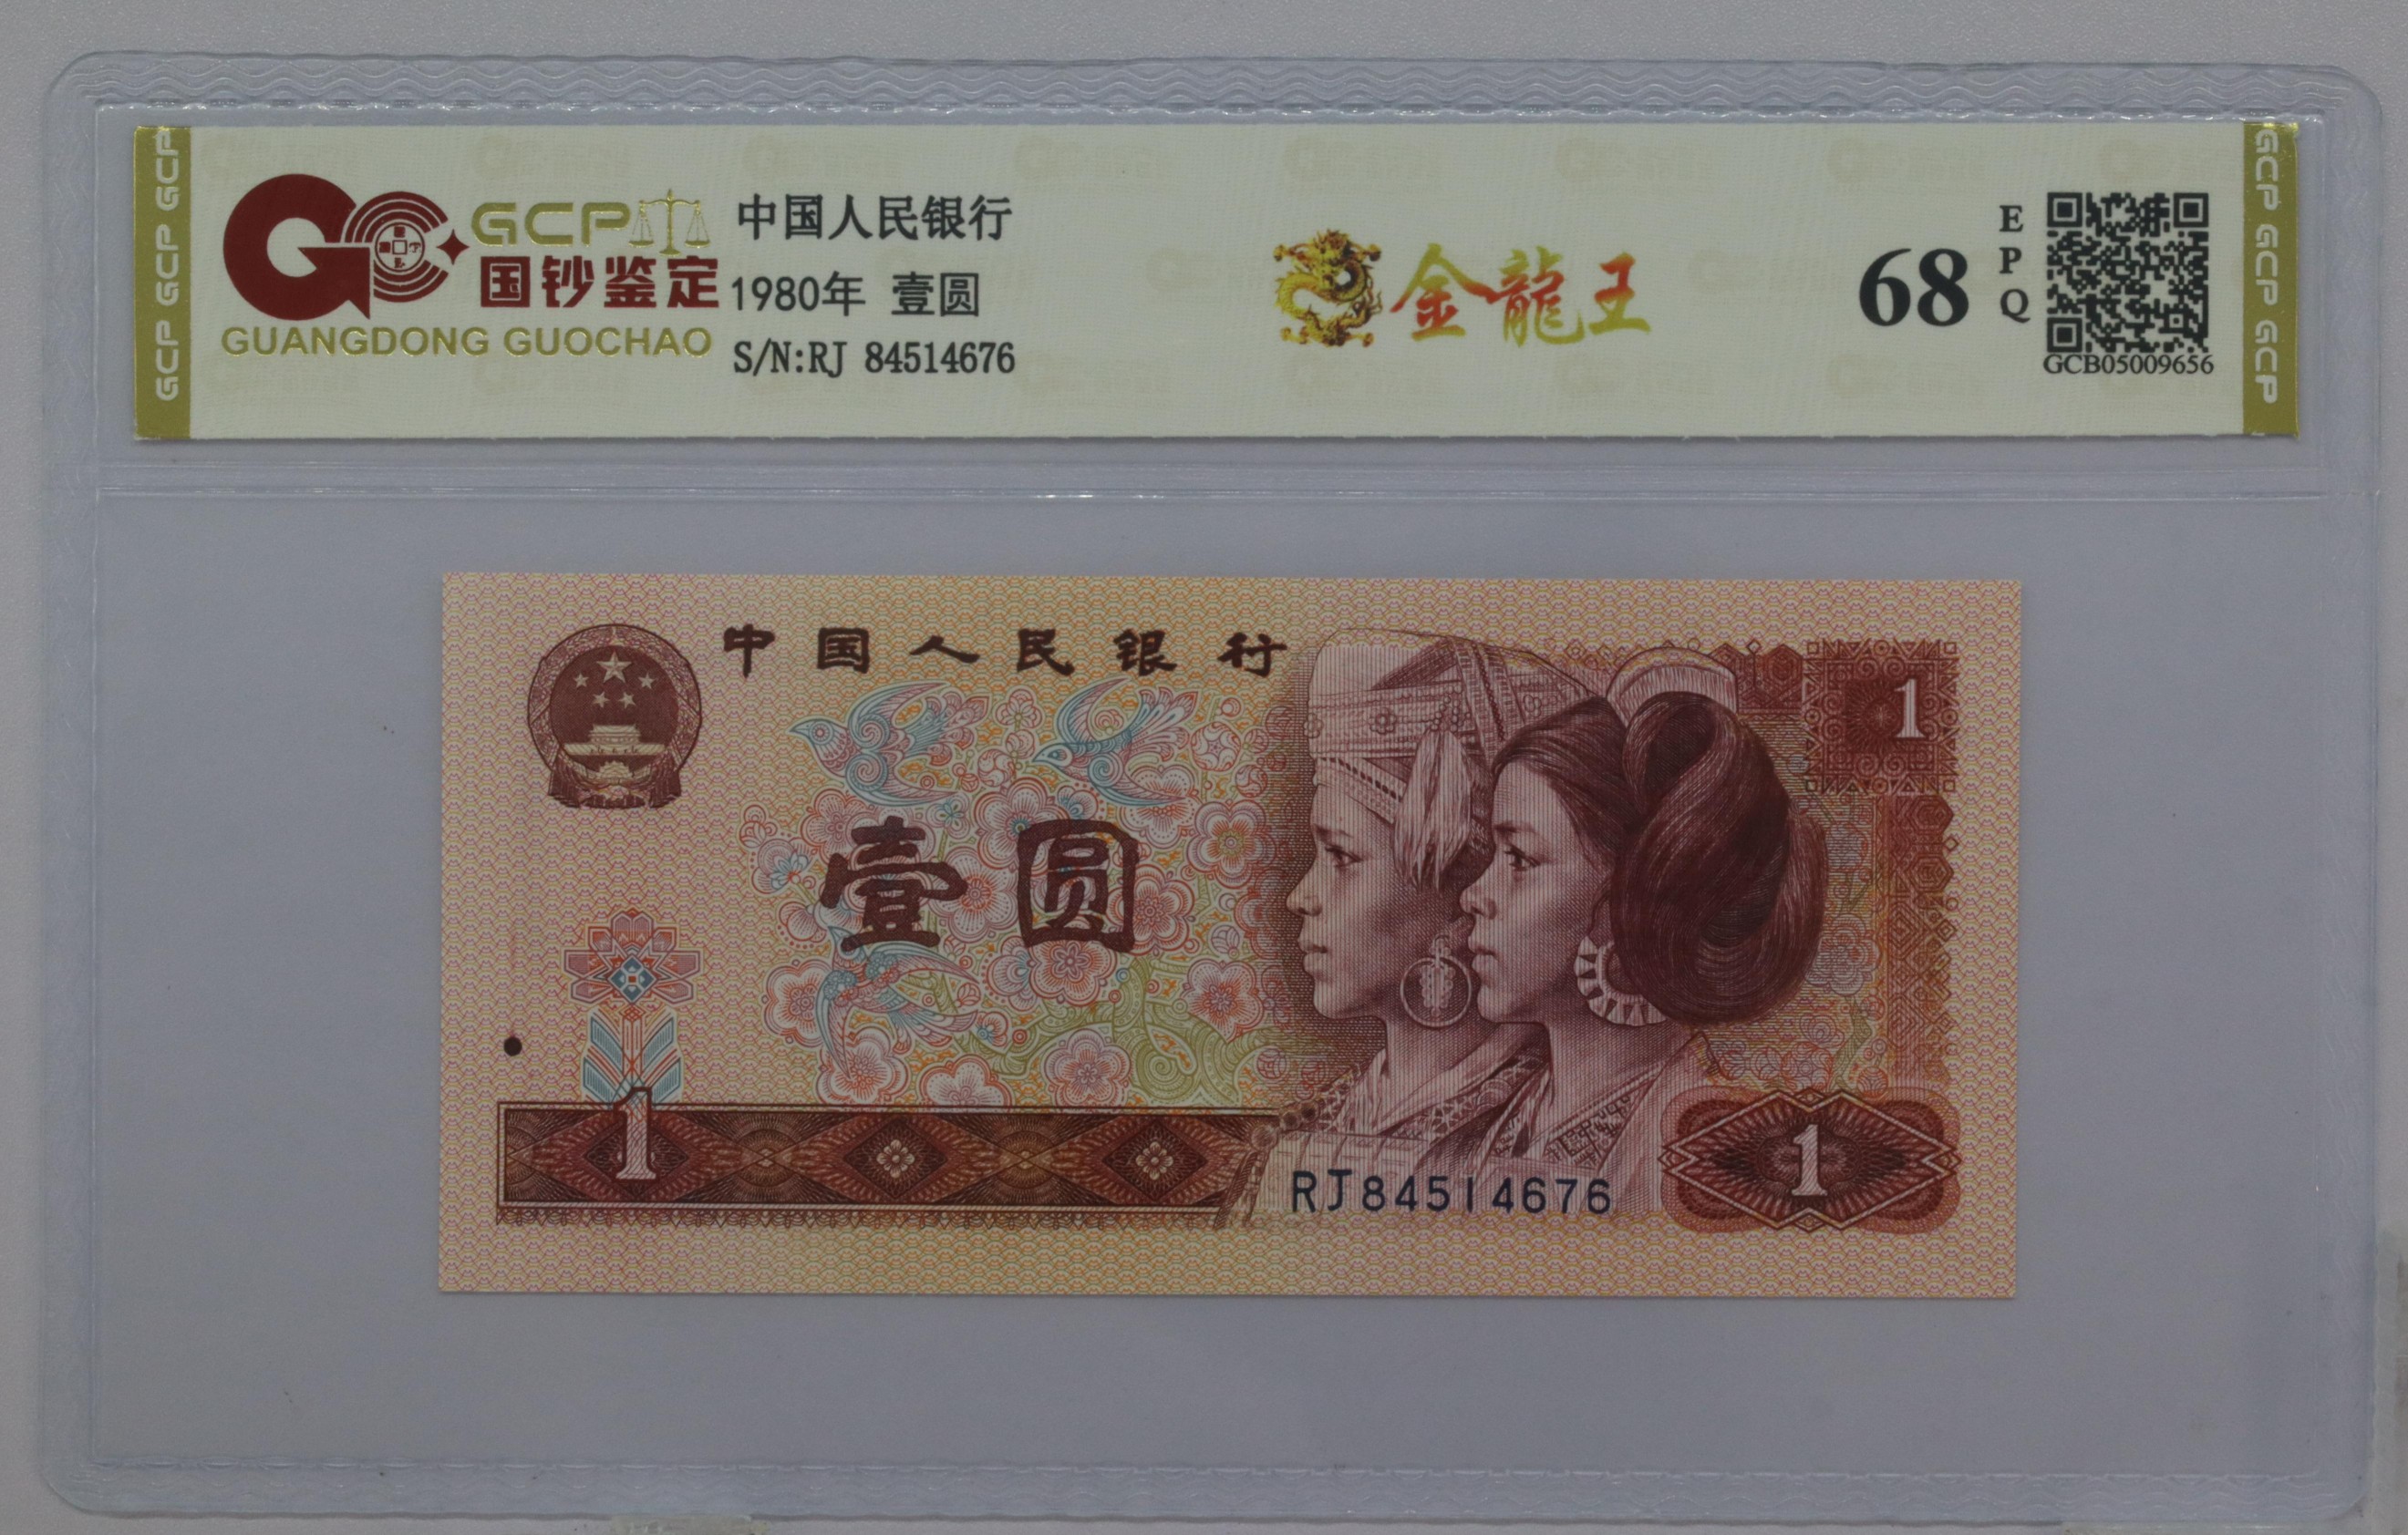 GCP GCP GCP
GCP
国钞鉴定
GUANGDONG GUOCHAO
中国人民银行
1980年 壹圆
S/N:RJ 84514676
金龍王
68
EPQ
GCB05009656
GCP GCP GCP
中国人民银行
1
壹圆
1
RJ84514676
1